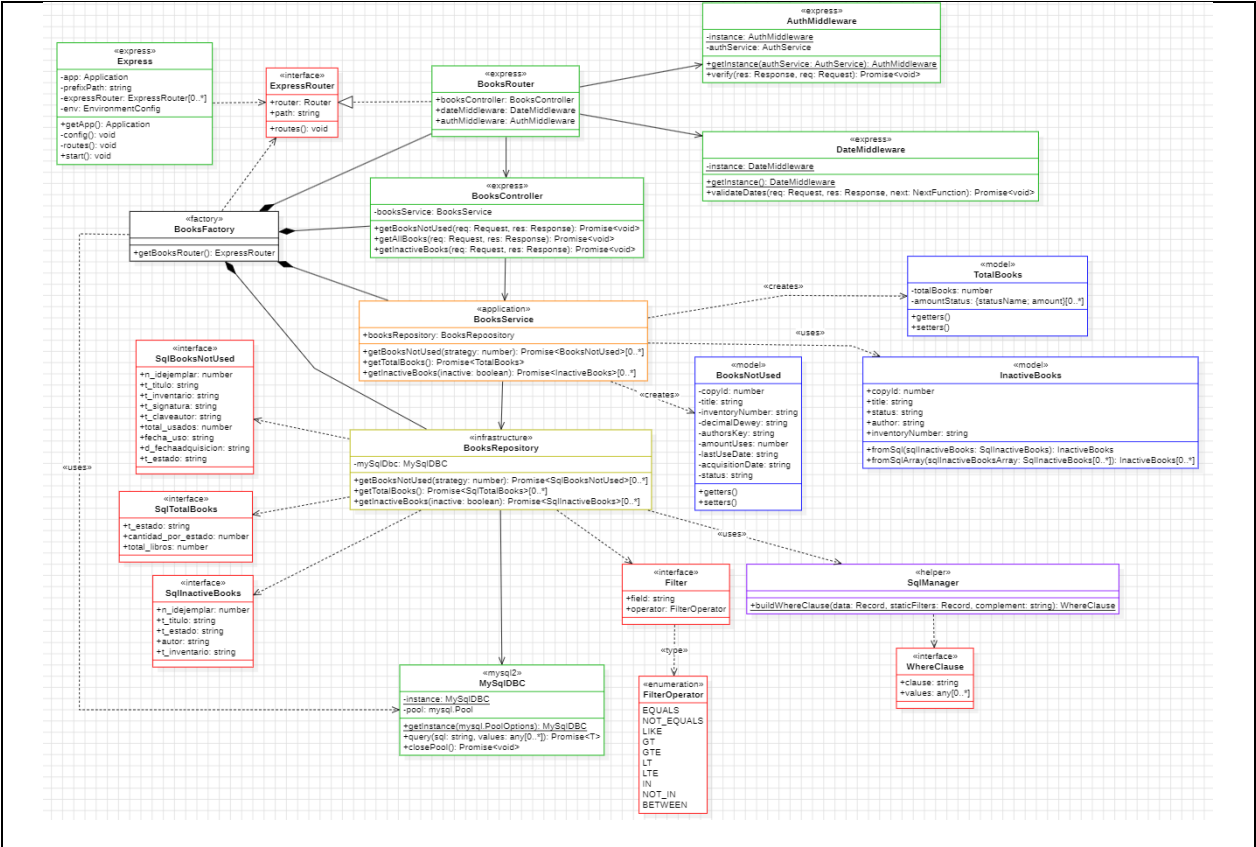 «express»
AuthMiddleware
-instance: AuthMiddleware
-authService: AuthService
+getInstance(authService: AuthService): AuthMiddleware
+verify(res: Response, req: Request): Promise<void>
«express»
Express
-app: Application
-prefixPath: string
-expressRouter: ExpressRouter[0..*]
-env: EnvironmentConfig
+getApp(): Application
-config(): void
-routes(): void
+start(): void
«interface»
ExpressRouter
+router: Router
+path: string
+routes(): void
«express»
BooksRouter
+booksController: BooksController
+dateMiddleware: DateMiddleware
+authMiddleware: AuthMiddleware
«express»
DateMiddleware
-instance: DateMiddleware
+getInstance(): DateMiddleware
+validateDates(req: Request, res: Response, next: NextFunction): Promise<void>
«express»
BooksController
-booksService: BooksService
+getBooksNotUsed(req: Request, res: Response): Promise<void>
+getAllBooks(req: Request, res: Response): Promise<void>
+getInactiveBooks(req: Request, res: Response): Promise<void>
«factory»
BooksFactory
+getBooksRouter(): ExpressRouter
«model»
TotalBooks
-totalBooks: number
-amountStatus: {statusName; amount}[0..*]
+getters()
+setters()
«creates»
«application»
BooksService
+booksRepository: BooksRepoository
+getBooksNotUsed(strategy: number): Promise<BooksNotUsed>[0..*]
+getTotalBooks(): Promise<TotalBooks>
+getInactiveBooks(inactive: boolean): Promise<InactiveBooks>[0..*]
«uses»
«creates»
«interface»
SqlBooksNotUsed
+n_idejemplar: number
+t_titulo: string
+t_inventario: string
+t_signatura: string
+t_claveautor: string
+total_usados: number
+fecha_uso: string
+d_fechaadquisicion: string
+t_estado: string
«model»
BooksNotUsed
-copyId: number
-title: string
-inventoryNumber: string
-decimalDewey: string
-authorsKey: string
-amountUses: number
-lastUseDate: string
-acquisitionDate: string
-status: string
+getters()
+setters()
«model»
InactiveBooks
+copyId: number
+title: string
+status: string
+author: string
+inventoryNumber: string
+fromSql(sqlInactiveBooks: SqlInactiveBooks): InactiveBooks
+fromSqlArray(sqlInactiveBooksArray: SqlInactiveBooks[0..*]): InactiveBooks[0..*]
«infrastructure»
BooksRepository
-mySqlDbc: MySqlDBC
+getBooksNotUsed(strategy: number): Promise<SqlBooksNotUsed>[0..*]
+getTotalBooks(): Promise<SqlTotalBooks>[0..*]
+getInactiveBooks(inactive: boolean): Promise<SqlInactiveBooks>[0..*]
«uses»
«interface»
SqlTotalBooks
+t_estado: string
+cantidad_por_estado: number
+total_libros: number
«uses»
«interface»
SqlInactiveBooks
+n_idejemplar: number
+t_titulo: string
+t_estado: string
+autor: string
+t_inventario: string
«interface»
Filter
+field: string
+operator: FilterOperator
«helper»
SqlManager
+buildWhereClause(data: Record, staticFilters: Record, complement: string): WhereClause
«type»
«interface»
WhereClause
+clause: string
+values: any[0..*]
«mysql2»
MySqlDBC
-instance: MySqlDBC
-pool: mysql.Pool
+getInstance(mysql.PoolOptions): MySqlDBC
+query(sql: string, values: any[0..*]): Promise<T>
+closePool(): Promise<void>
«enumeration»
FilterOperator
EQUALS
NOT_EQUALS
LIKE
GT
GTE
LT
LTE
IN
NOT_IN
BETWEEN